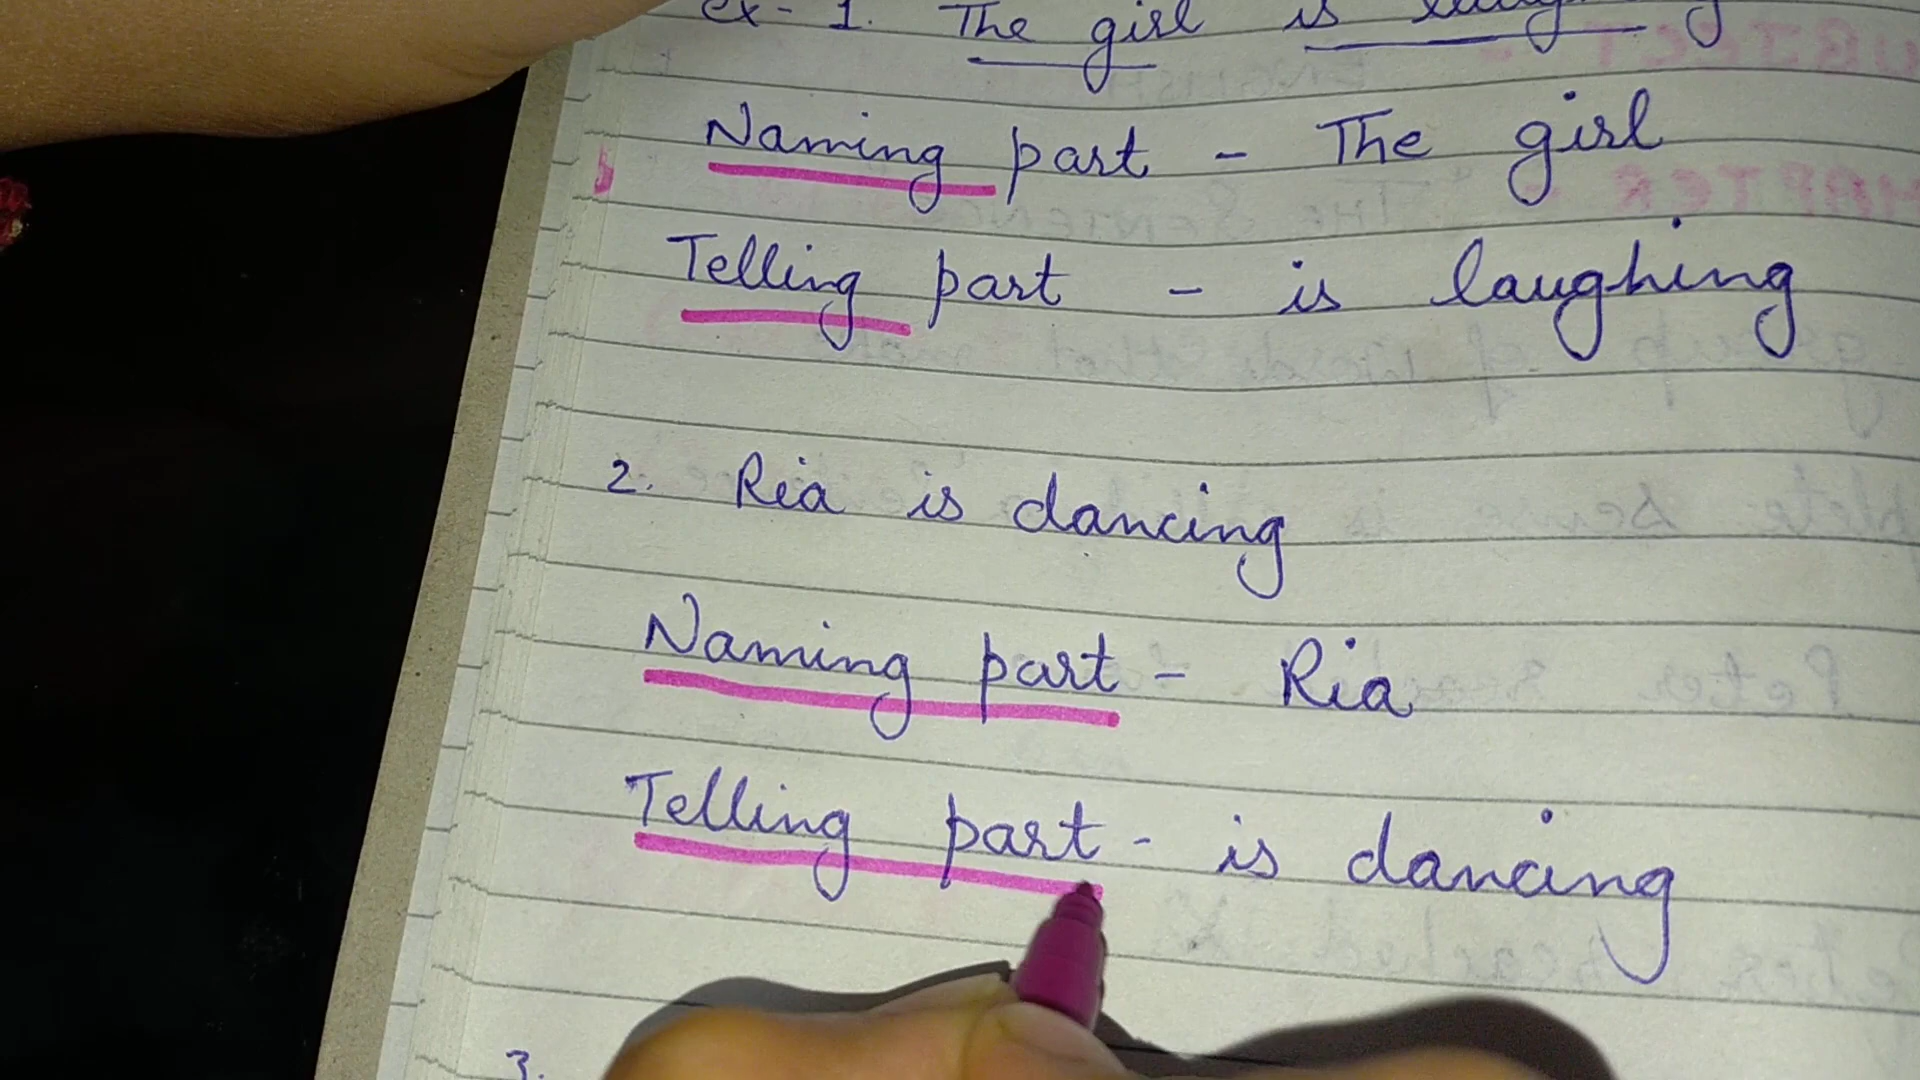 ex- 1. The girl is laughing
Naming part - The girl
Telling part - is laughing
2. Ria is dancing
Naming part - Ria
Telling part - is dancing
3.